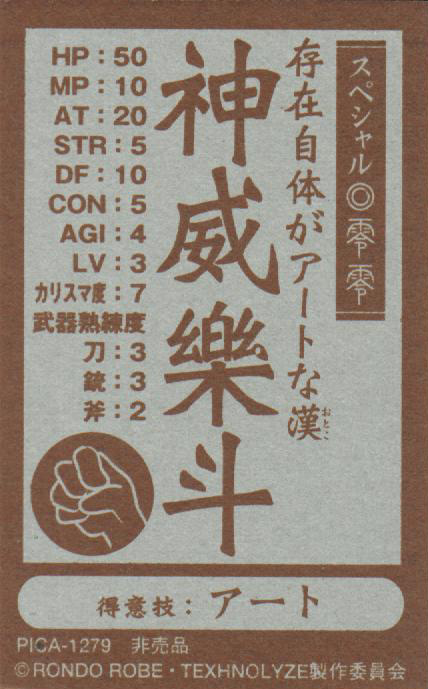 スペシャル◎零零
存在自体がアートな漢
おとこ
神威樂斗
HP：50
MP：10
AT：20
STR：5
DF：10
CON：5
AGI：4
LV：3
カリスマ度：7
武器熟練度
刀：3
銃：3
斧：2
得意技：アート
PICA-1279 非売品
©RONDO ROBE・TEXHNOLYZE製作委員会